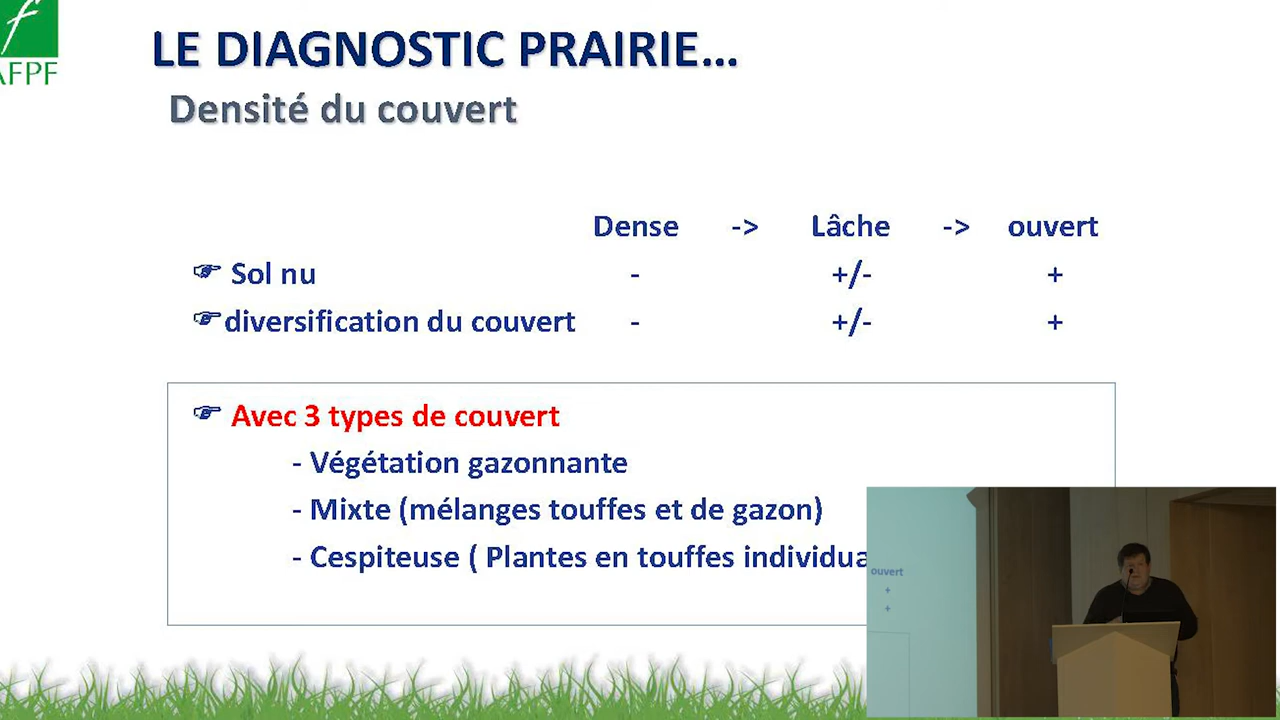 AFPF
LE DIAGNOSTIC PRAIRIE...
Densité du couvert
Dense -> Lâche -> ouvert
☞ Sol nu - +/- +
☞ diversification du couvert - +/- +
☞ Avec 3 types de couvert
- Végétation gazonnante
- Mixte (mélanges touffes et de gazon)
- Cespiteuse ( Plantes en touffes individua
ouvert
+
+